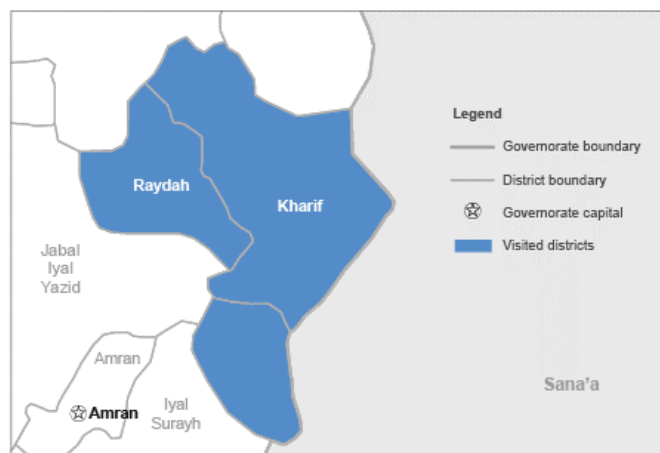 Legend
Governorate boundary
District boundary
Governorate capital
Visited districts
Raydah
Kharif
Jabal
Iyal
Yazid
Amran
Amran
Iyal
Surayh
Sana'a